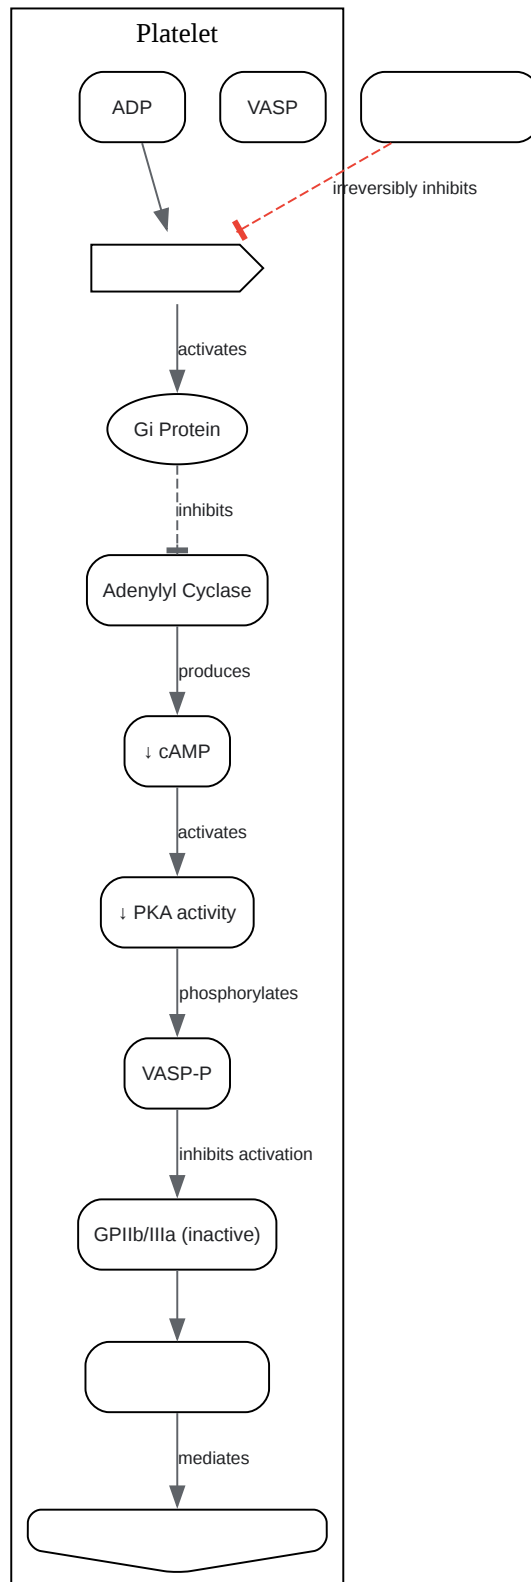 Platelet
ADP
VASP
irreversibly inhibits
activates
Gi Protein
inhibits
Adenylyl Cyclase
produces
↓ cAMP
activates
↓ PKA activity
phosphorylates
VASP-P
inhibits activation
GPIIb/IIIa (inactive)
mediates